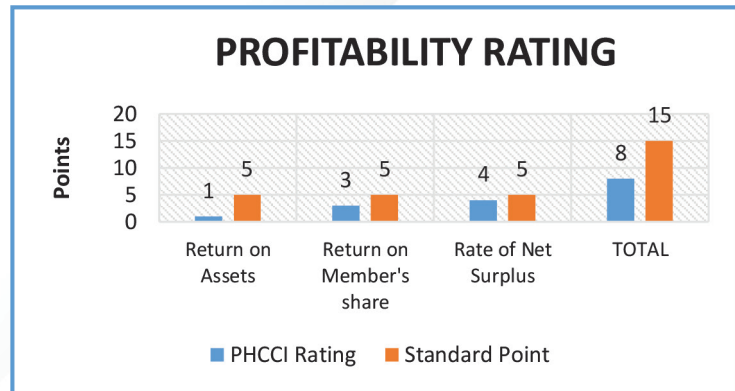 PROFITABILITY RATING
Points
20
15
10
5
0
1
5
3
5
4
5
8
15
Return on
Assets
Return on
Member's
share
Rate of Net
Surplus
TOTAL
PHCCI Rating
Standard Point